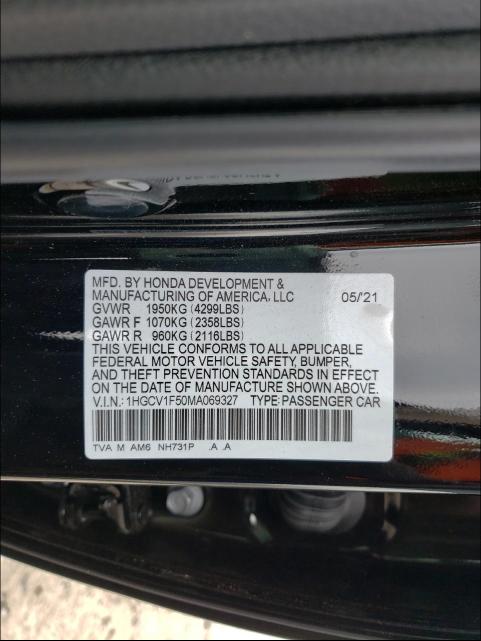 MFD. BY HONDA DEVELOPMENT &
MANUFACTURING OF AMERICA, LLC 05/'21
GVWR 1950KG (4299LBS)
GAWR F 1070KG (2358LBS)
GAWR R 960KG (2116LBS)
THIS VEHICLE CONFORMS TO ALL APPLICABLE
FEDERAL MOTOR VEHICLE SAFETY, BUMPER,
AND THEFT PREVENTION STANDARDS IN EFFECT
ON THE DATE OF MANUFACTURE SHOWN ABOVE.
V.I.N.: 1HGCV1F50MA069327 TYPE: PASSENGER CAR
TVA M AM6 NH731P .A .A